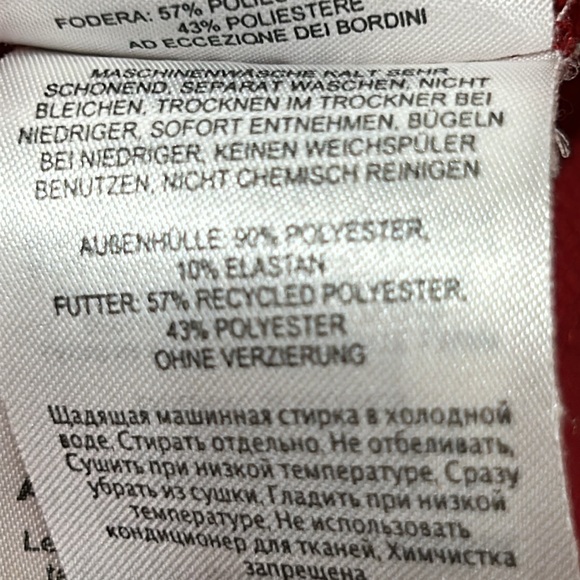 FODERA: 57%
43% POLIESTERE
AD ECCEZIONE DEI BORDINI
MASCHINENWÄSCHE KALT SEHR
SCHONEND, SEPARAT WASCHEN, NICHT
BLEICHEN, TROCKNEN IM TROCKNER BEI
NIEDRIGER, SOFORT ENTNEHMEN, BÜGELN
BEI NIEDRIGER, KEINEN WEICHSPÜLER
BENUTZEN, NICHT CHEMISCH REINIGEN
AUßENHÜLLE: 90% POLYESTER,
10% ELASTAN
FUTTER: 57% RECYCLED POLYESTER,
43% POLYESTER
OHNE VERZIERUNG
Щадящая машинная стирка в холодной
воде, Стирать отдельно, Не отбеливать,
Сушить при низкой температуре, Сразу
убрать из сушки, Гладить при низкой
температуре, Не использовать
кондиционер для тканей, Химчистка
запрещена
Le